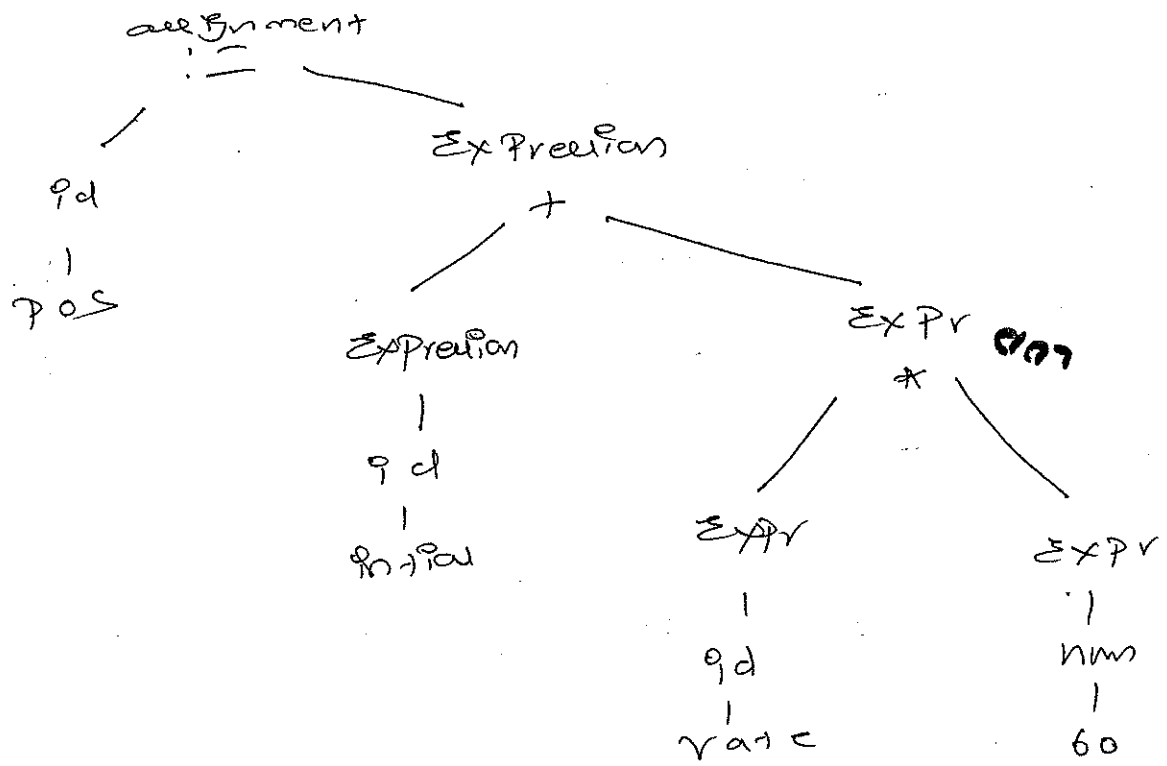 assignment
:=
Expression
id
+
pos
Expr
Expression
*
id
Expr
Expr
initial
id
num
rate
60